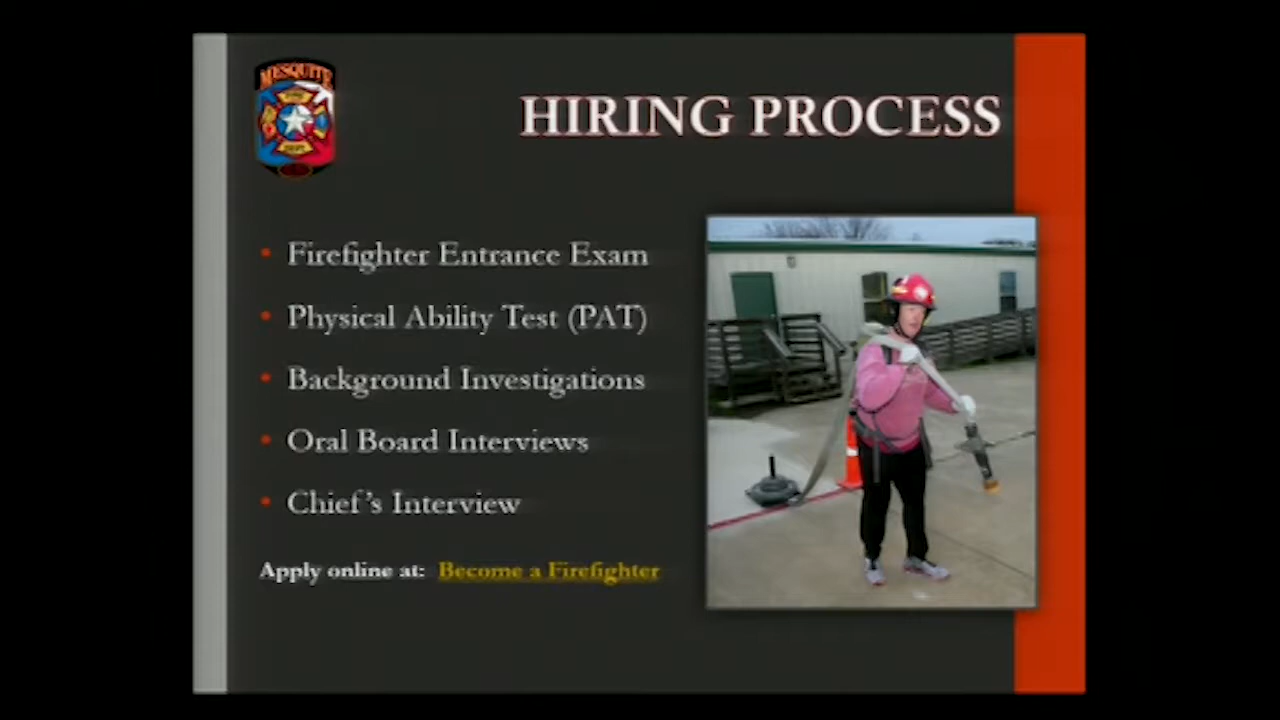 MESQUITE
HIRING PROCESS
• Firefighter Entrance Exam
• Physical Ability Test (PAT)
• Background Investigations
• Oral Board Interviews
• Chief's Interview
Apply online at: Become a Firefighter